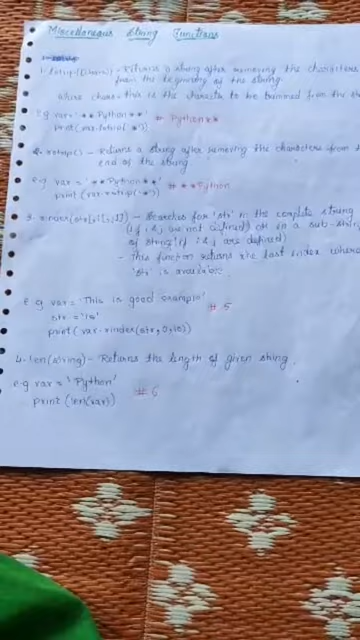 Miscellaneous String Functions
1- lstrip([chars]) - Returns a string after removing the characters
from the beginning of the string.
where chars - this is the character to be trimmed from the
e.g var = '**Python**' # Python**
print(var.lstrip('*'))
2- rstrip() - Returns a string after removing the characters from
end of the string.
e.g var = '**Python**' # **Python
print(var.rstrip('*'))
3- rindex(str[,i[,j]]) - Searches for 'str' in the complete string
(if i & j are not defined) or in a sub-string
of string (if i & j are defined)
- This function returns the last index where
'str' is available.
e.g var = 'This is good example'
str = 'is' # 5
print(var.rindex(str,0,10))
4- len(string) - Returns the length of given string.
e.g var = 'Python'
print(len(var)) # 6